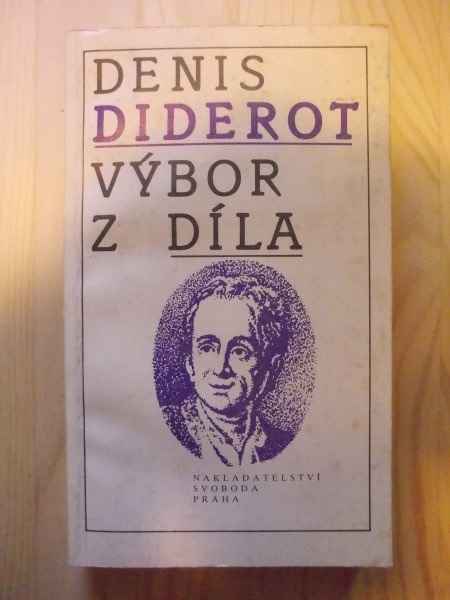 DENIS
DIDEROT
VÝBOR
Z DÍLA
NAKLADATELSTVÍ
SVOBODA
PRAHA